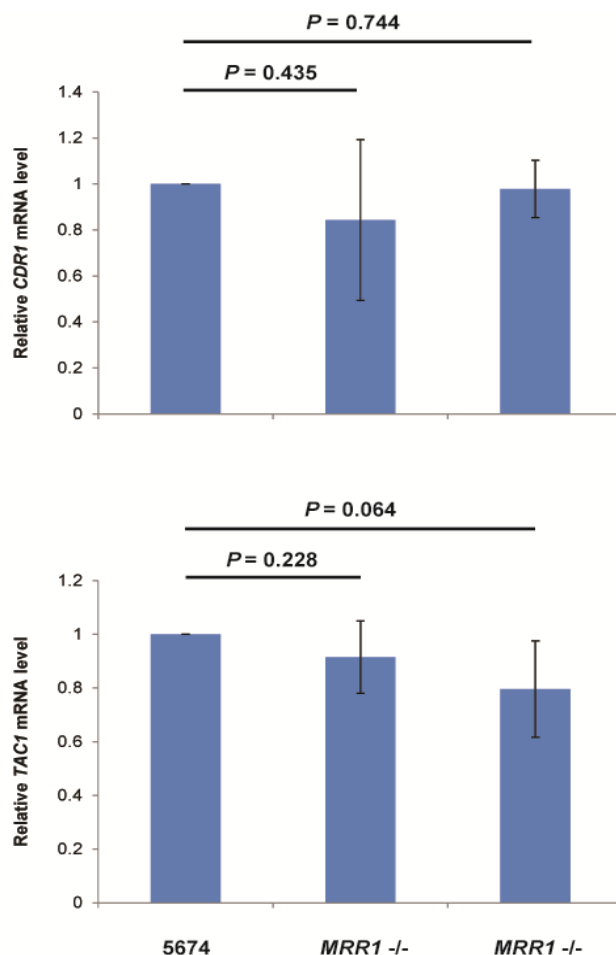 P = 0.744
P = 0.435
Relative CDR1 mRNA level
1.4
1.2
1
0.8
0.6
0.4
0.2
0
P = 0.064
P = 0.228
Relative TAC1 mRNA level
1.2
1
0.8
0.6
0.4
0.2
0
5674 MRR1 -/- MRR1 -/-